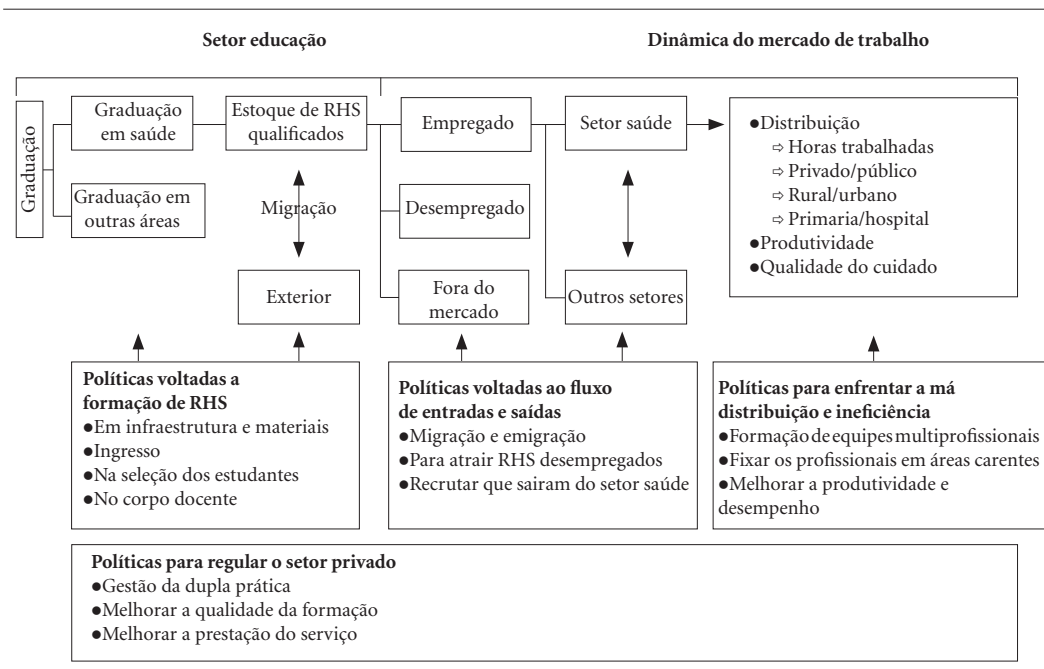 Setor educação
Dinâmica do mercado de trabalho
Graduação
Graduação
em saúde
Graduação em
outras áreas
Estoque de RHS
qualificados
Migração
Exterior
Empregado
Desempregado
Fora do
mercado
Setor saúde
Outros setores
●Distribuição
⇨ Horas trabalhadas
⇨ Privado/público
⇨ Rural/urbano
⇨ Primaria/hospital
●Produtividade
●Qualidade do cuidado
Políticas voltadas a
formação de RHS
●Em infraestrutura e materiais
●Ingresso
●Na seleção dos estudantes
●No corpo docente
Políticas voltadas ao fluxo
de entradas e saídas
●Migração e emigração
●Para atrair RHS desempregados
●Recrutar que sairam do setor saúde
Políticas para enfrentar a má
distribuição e ineficiência
●Formação de equipes multiprofissionais
●Fixar os profissionais em áreas carentes
●Melhorar a produtividade e
desempenho
Políticas para regular o setor privado
●Gestão da dupla prática
●Melhorar a qualidade da formação
●Melhorar a prestação do serviço